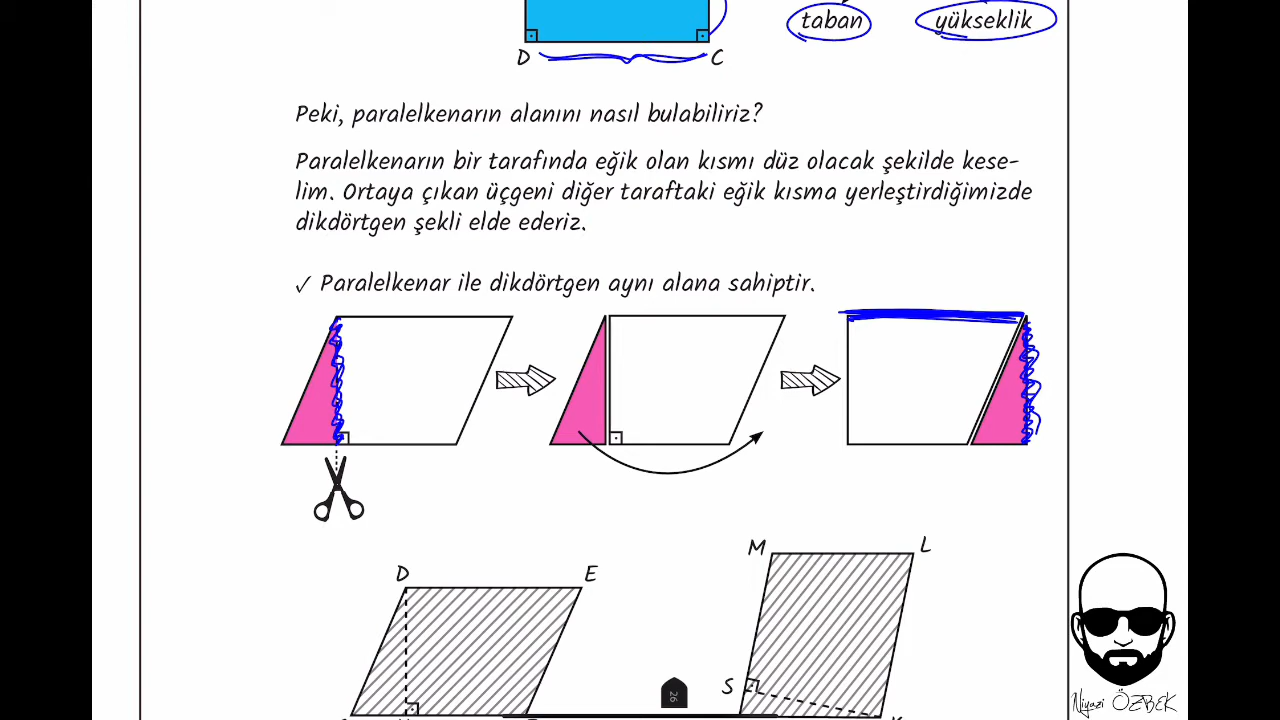 taban yükseklik
D C
Peki, paralelkenarın alanını nasıl bulabiliriz?
Paralelkenarın bir tarafında eğik olan kısmı düz olacak şekilde kese-
lim. Ortaya çıkan üçgeni diğer taraftaki eğik kısma yerleştirdiğimizde
dikdörtgen şekli elde ederiz.
✓ Paralelkenar ile dikdörtgen aynı alana sahiptir.
M L
D E
S
26
Niyazi ÖZBEK